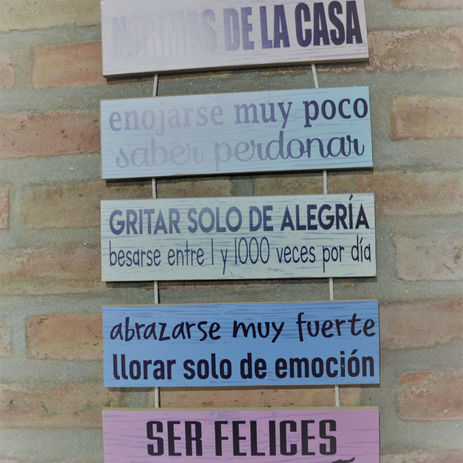 NORMAS DE LA CASA
enojarse muy poco
saber perdonar
GRITAR SOLO DE ALEGRÍA
besarse entre 1 y 1000 veces por día
abrazarse muy fuerte
llorar solo de emoción
SER FELICES